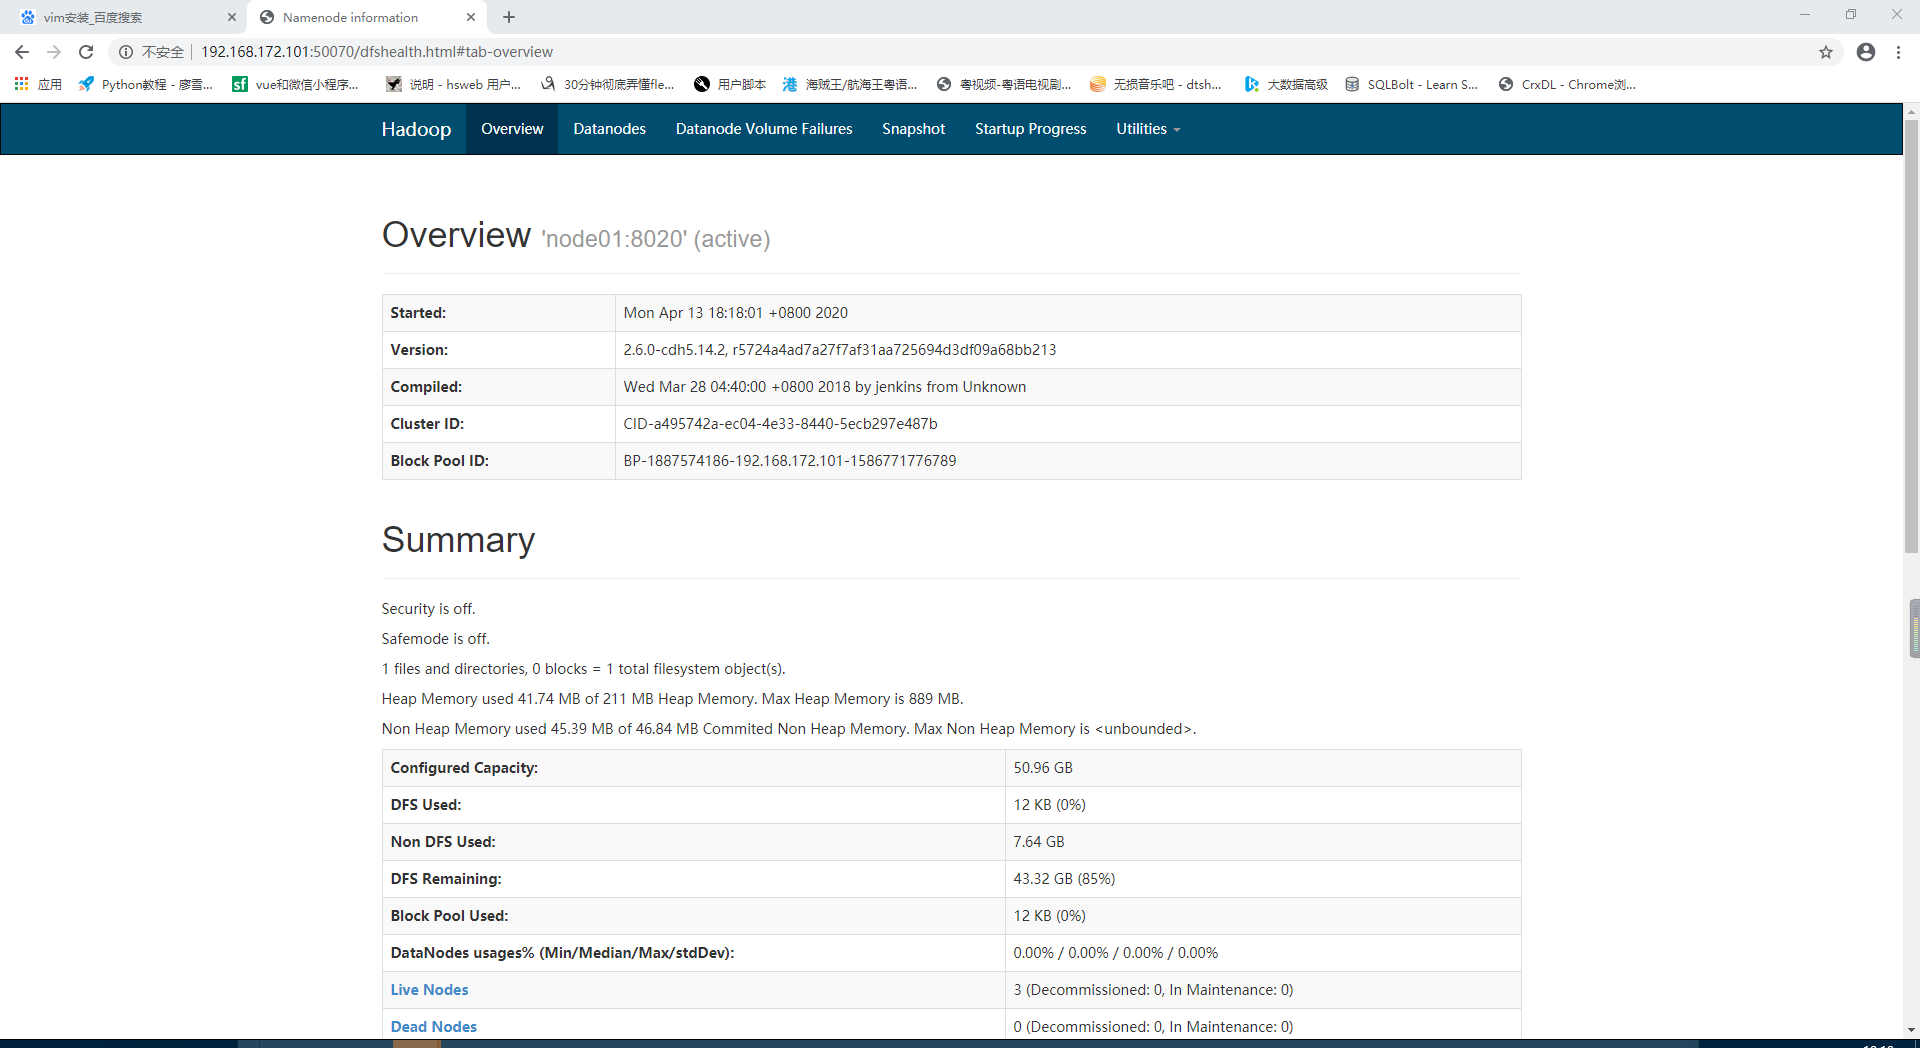 vim安装_百度搜索
Namenode information
不安全 192.168.172.101:50070/dfshealth.html#tab-overview
应用 Python教程 - 廖雪... vue和微信小程序... 说明 - hsweb 用户... 30分钟彻底弄懂fle... 用户脚本 海贼王/航海王粤语... 粤视频-粤语电视剧... 无损音乐吧 - dtsh... 大数据高级 SQLBolt - Learn S... CrxDL - Chrome浏...
Hadoop Overview Datanodes Datanode Volume Failures Snapshot Startup Progress Utilities
Overview 'node01:8020' (active)
Started: Mon Apr 13 18:18:01 +0800 2020
Version: 2.6.0-cdh5.14.2, r5724a4ad7a27f7af31aa725694d3df09a68bb213
Compiled: Wed Mar 28 04:40:00 +0800 2018 by jenkins from Unknown
Cluster ID: CID-a495742a-ec04-4e33-8440-5ecb297e487b
Block Pool ID: BP-1887574186-192.168.172.101-1586771776789
Summary
Security is off.
Safemode is off.
1 files and directories, 0 blocks = 1 total filesystem object(s).
Heap Memory used 41.74 MB of 211 MB Heap Memory. Max Heap Memory is 889 MB.
Non Heap Memory used 45.39 MB of 46.84 MB Commited Non Heap Memory. Max Non Heap Memory is <unbounded>.
Configured Capacity: 50.96 GB
DFS Used: 12 KB (0%)
Non DFS Used: 7.64 GB
DFS Remaining: 43.32 GB (85%)
Block Pool Used: 12 KB (0%)
DataNodes usages% (Min/Median/Max/stdDev): 0.00% / 0.00% / 0.00% / 0.00%
Live Nodes 3 (Decommissioned: 0, In Maintenance: 0)
Dead Nodes 0 (Decommissioned: 0, In Maintenance: 0)